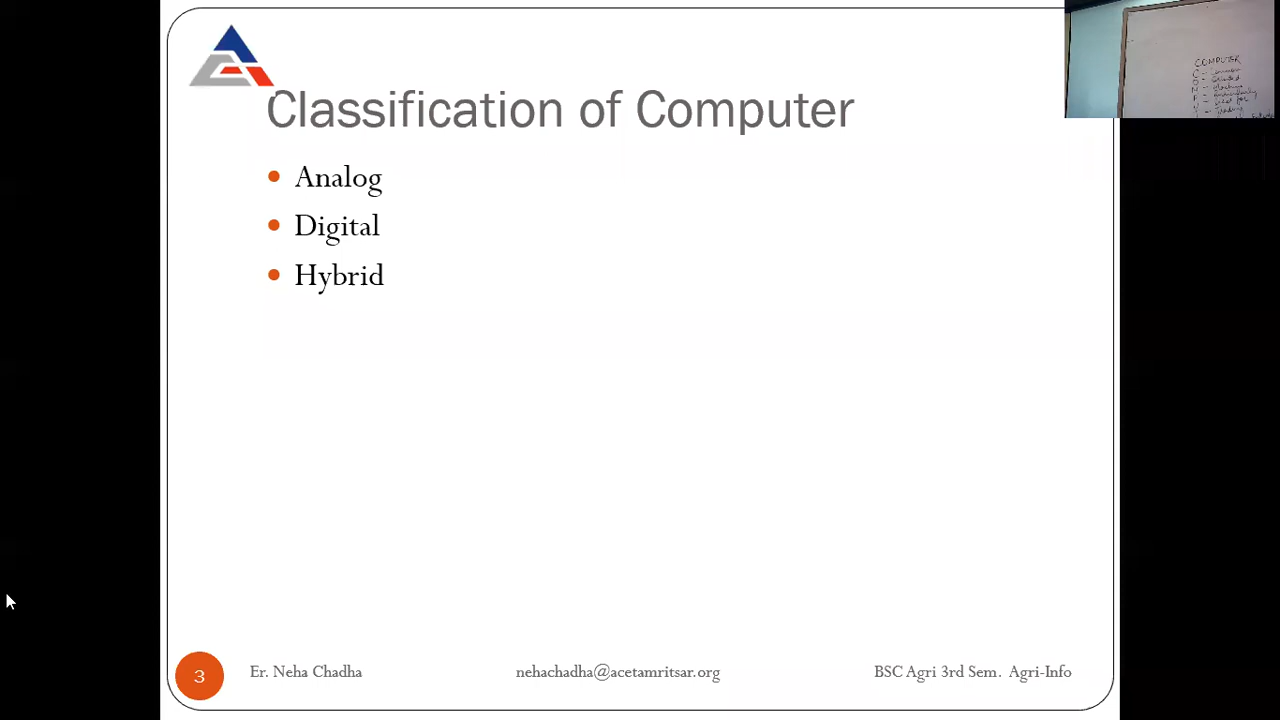 Classification of Computer
Analog
Digital
Hybrid
3
Er. Neha Chadha
nehachadha@acetamritsar.org
BSC Agri 3rd Sem. Agri-Info
COMPUTER
C - Common